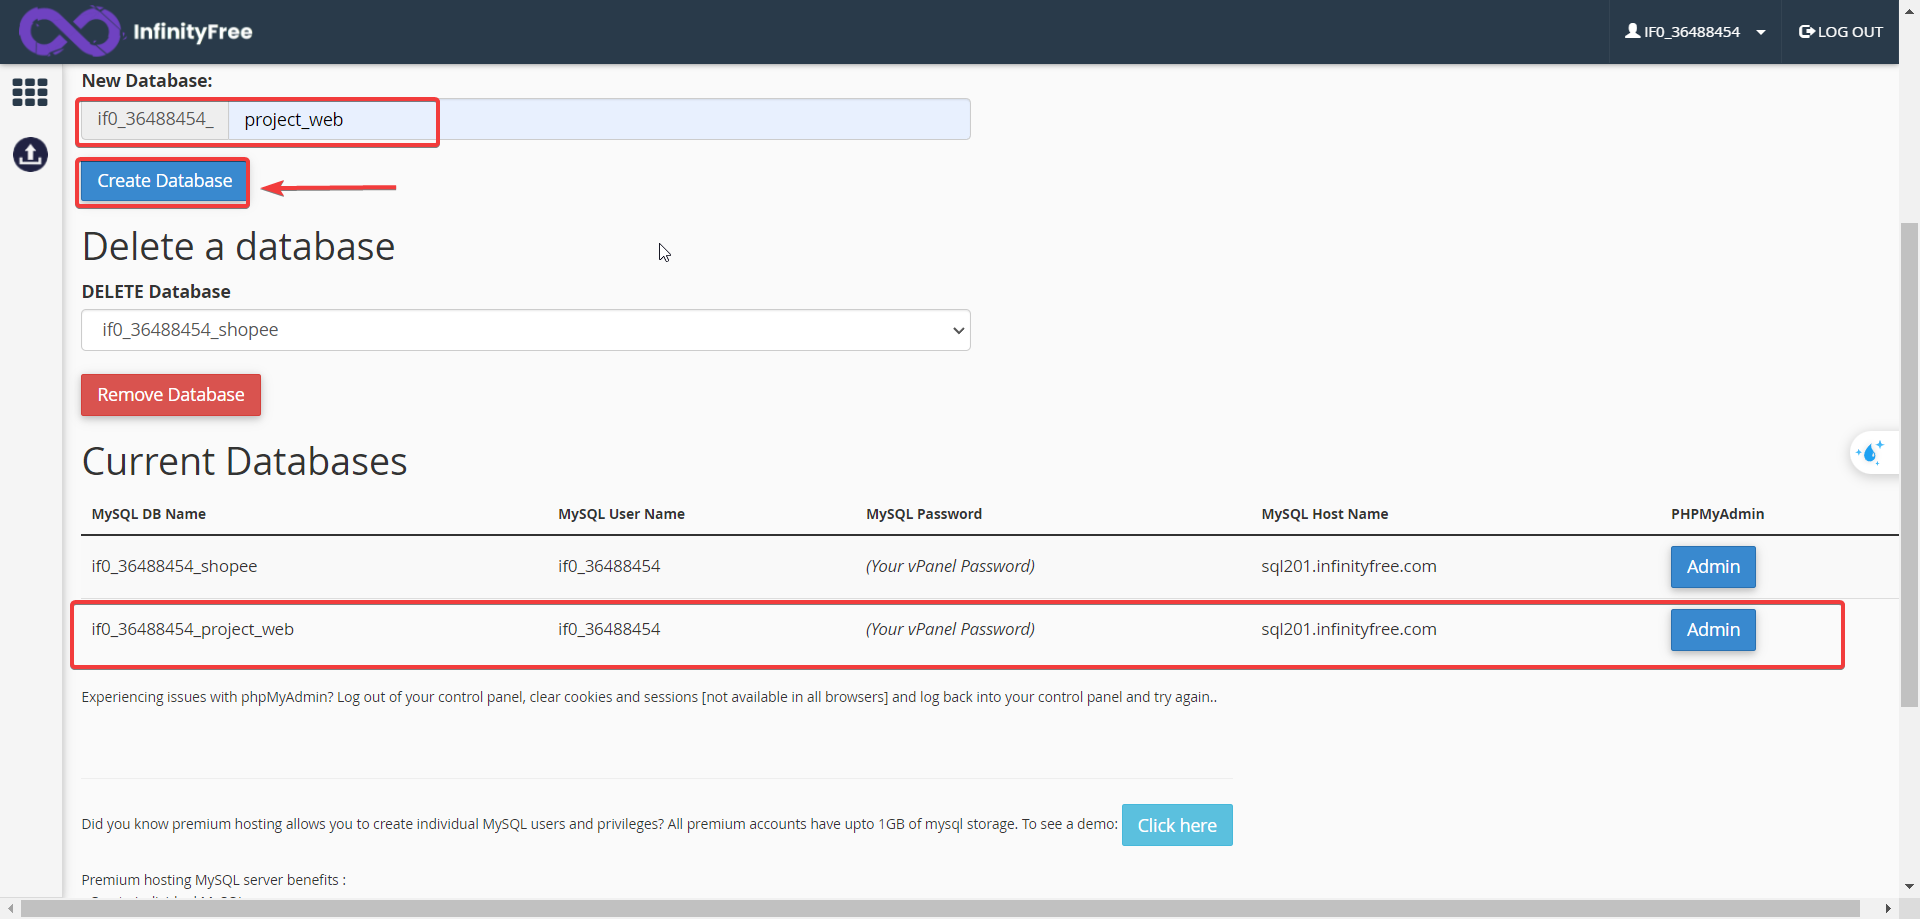 InfinityFree
IF0_36488454
LOG OUT
New Database:
if0_36488454_ project_web
Create Database
Delete a database
DELETE Database
if0_36488454_shopee
Remove Database
Current Databases
MySQL DB Name MySQL User Name MySQL Password MySQL Host Name PHPMyAdmin
if0_36488454_shopee if0_36488454 (Your vPanel Password) sql201.infinityfree.com Admin
if0_36488454_project_web if0_36488454 (Your vPanel Password) sql201.infinityfree.com Admin
Experiencing issues with phpMyAdmin? Log out of your control panel, clear cookies and sessions [not available in all browsers] and log back into your control panel and try again..
Did you know premium hosting allows you to create individual MySQL users and privileges? All premium accounts have upto 1GB of mysql storage. To see a demo: Click here
Premium hosting MySQL server benefits :